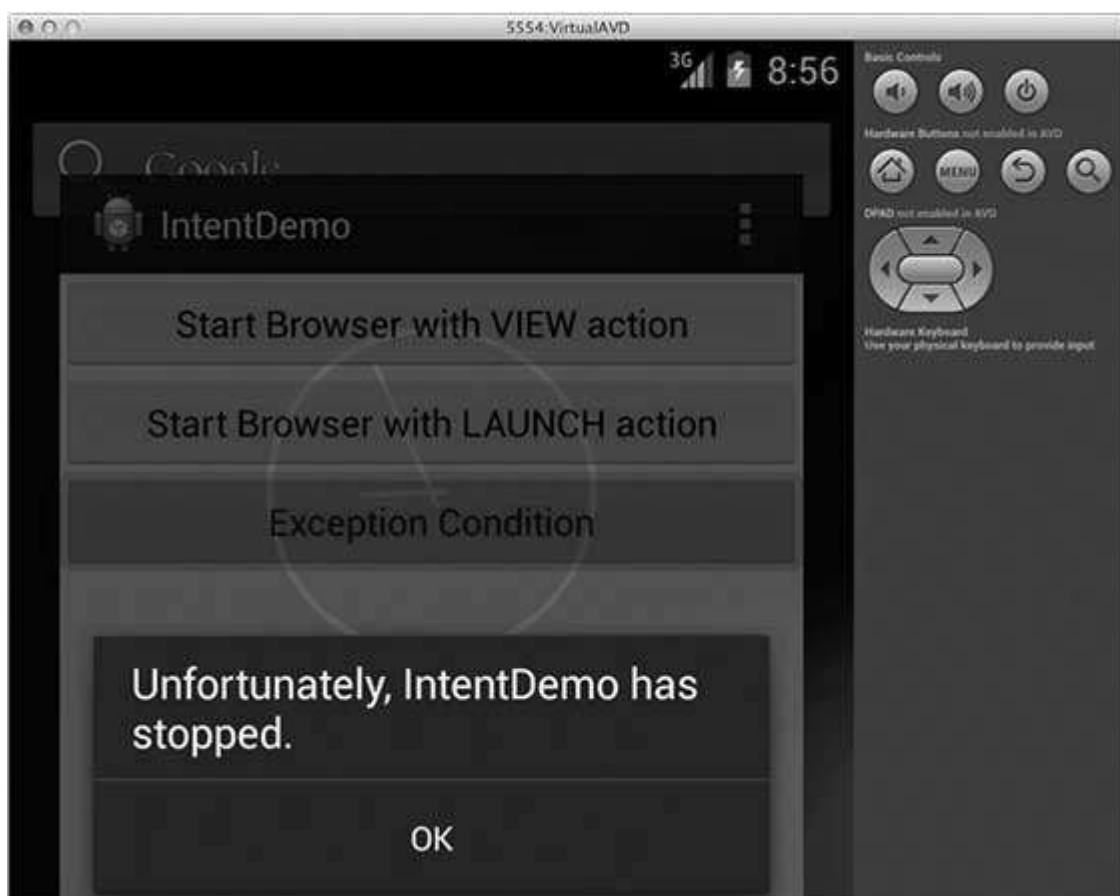 5554:VirtualAVD
3G 8:56
Google
IntentDemo
Start Browser with VIEW action
Start Browser with LAUNCH action
Exception Condition
Unfortunately, IntentDemo has
stopped.
OK
Basic Controls
Hardware Buttons not enabled in AVD
MENU
DPAD not enabled in AVD
Hardware Keyboard
Use your physical keyboard to provide input